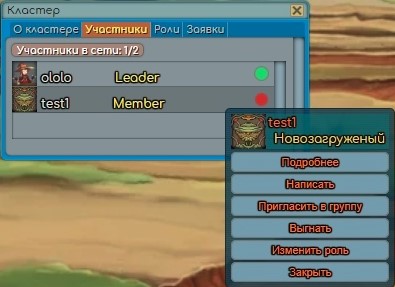 Кластер
О кластере Участники Роли Заявки
Участники в сети: 1/2
ololo Leader
test1 Member
test1
Новозагруженый
Подробнее
Написать
Пригласить в группу
Выгнать
Изменить роль
Закрыть